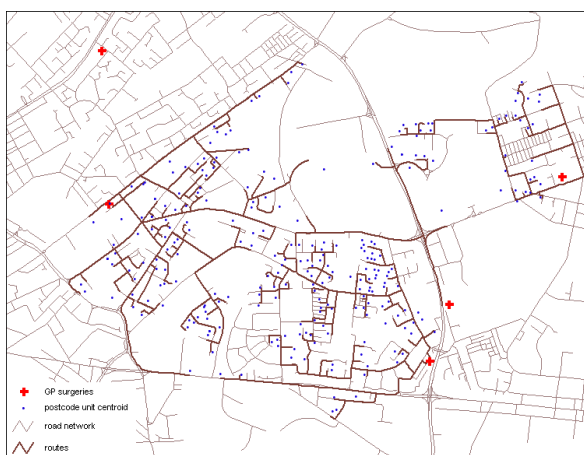 GP surgeries
postcode unit centroid
road network
routes